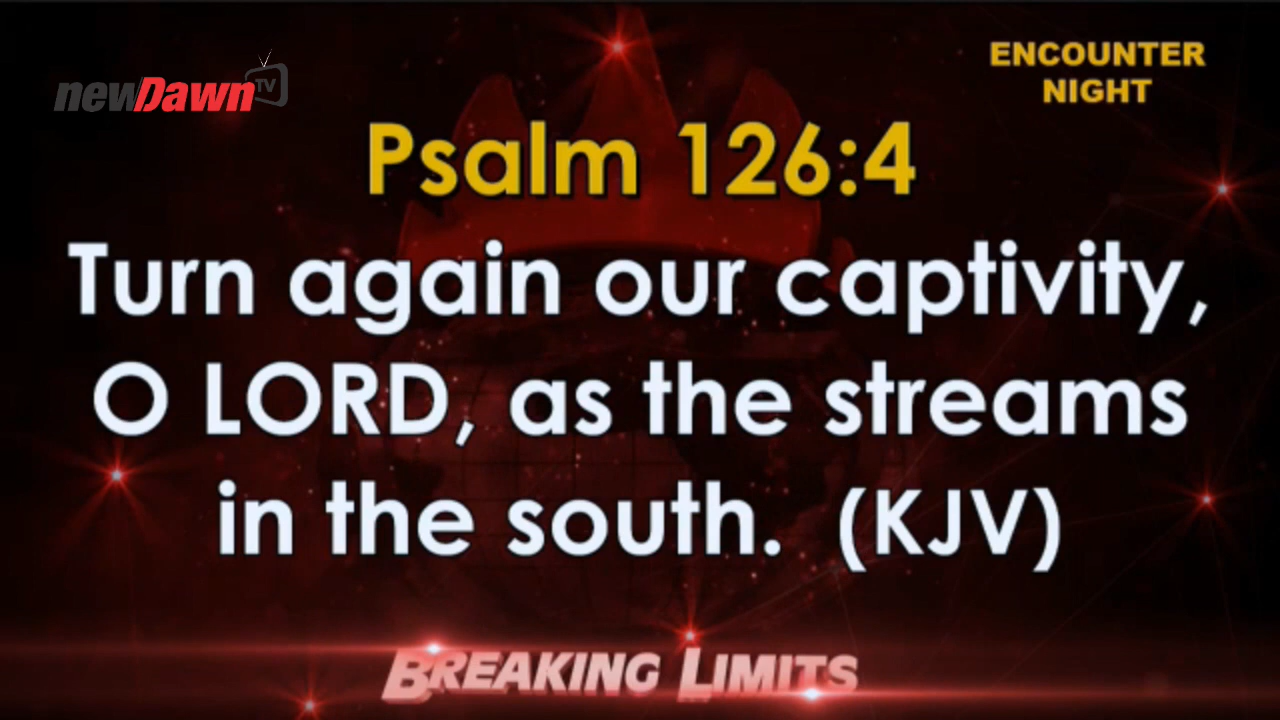 newDawn TV
ENCOUNTER
NIGHT
Psalm 126:4
Turn again our captivity,
O LORD, as the streams
in the south. (KJV)
BREAKING LIMITS